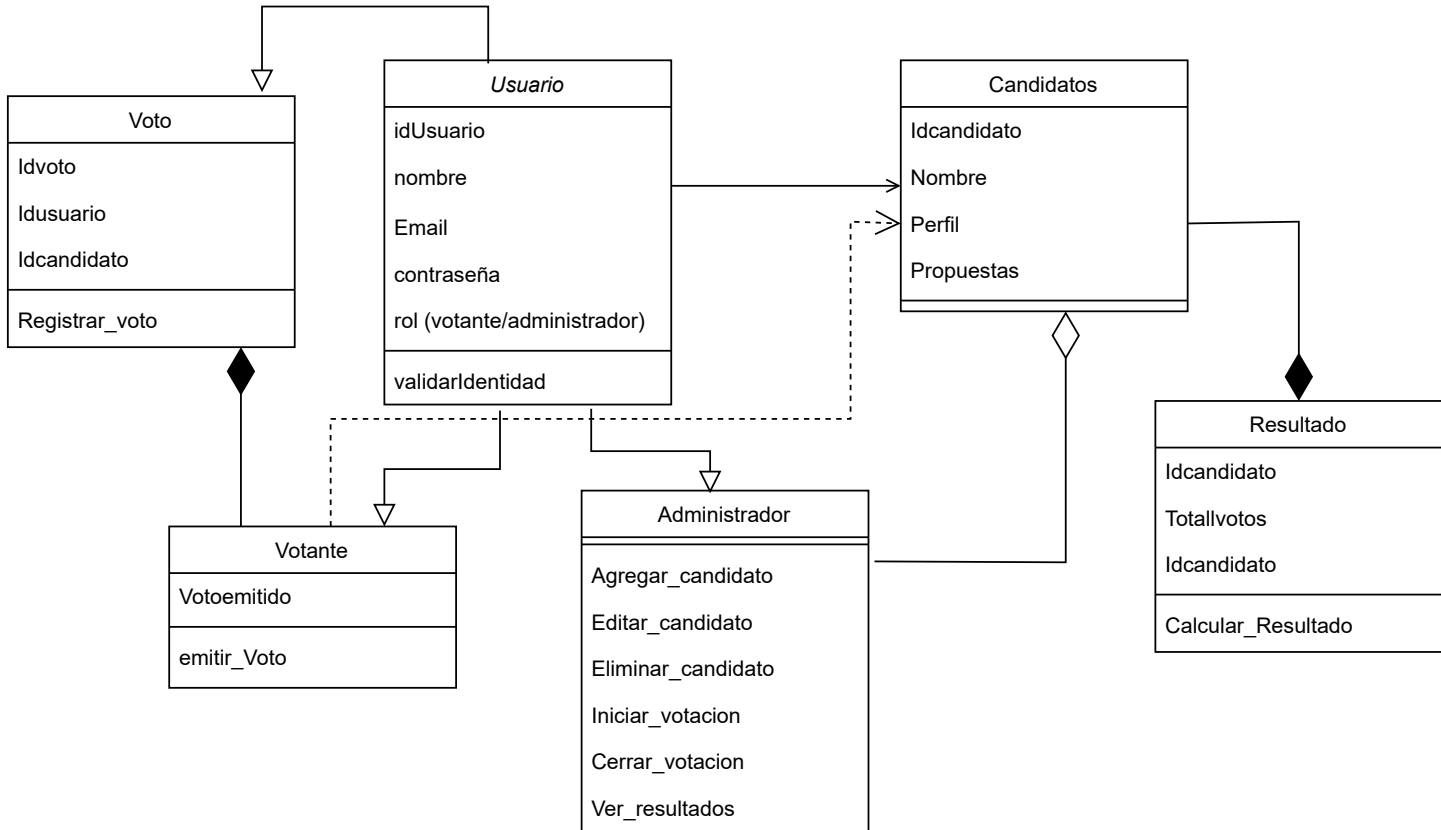 Voto
Idvoto
Idusuario
Idcandidato
Registrar_voto
Usuario
idUsuario
nombre
Email
contraseña
rol (votante/administrador)
validarIdentidad
Candidatos
Idcandidato
Nombre
Perfil
Propuestas
Votante
Votoemitido
emitir_Voto
Administrador
Agregar_candidato
Editar_candidato
Eliminar_candidato
Iniciar_votacion
Cerrar_votacion
Ver_resultados
Resultado
Idcandidato
Totallvotos
Idcandidato
Calcular_Resultado